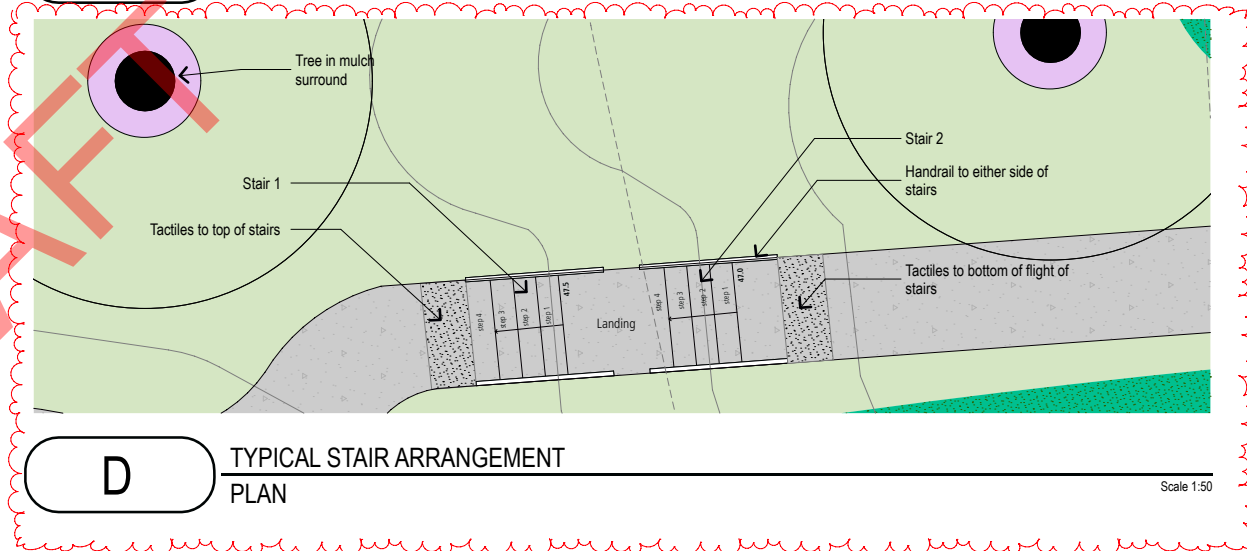 Tree in mulch
surround
Stair 2
Handrail to either side of
stairs
Stair 1
Tactiles to top of stairs
Tactiles to bottom of flight of
stairs
step 4
step 3
step 2
step 1
47.5
Landing
step 4
step 3
step 2
step 1
47.0
D
TYPICAL STAIR ARRANGEMENT
PLAN
Scale 1:50